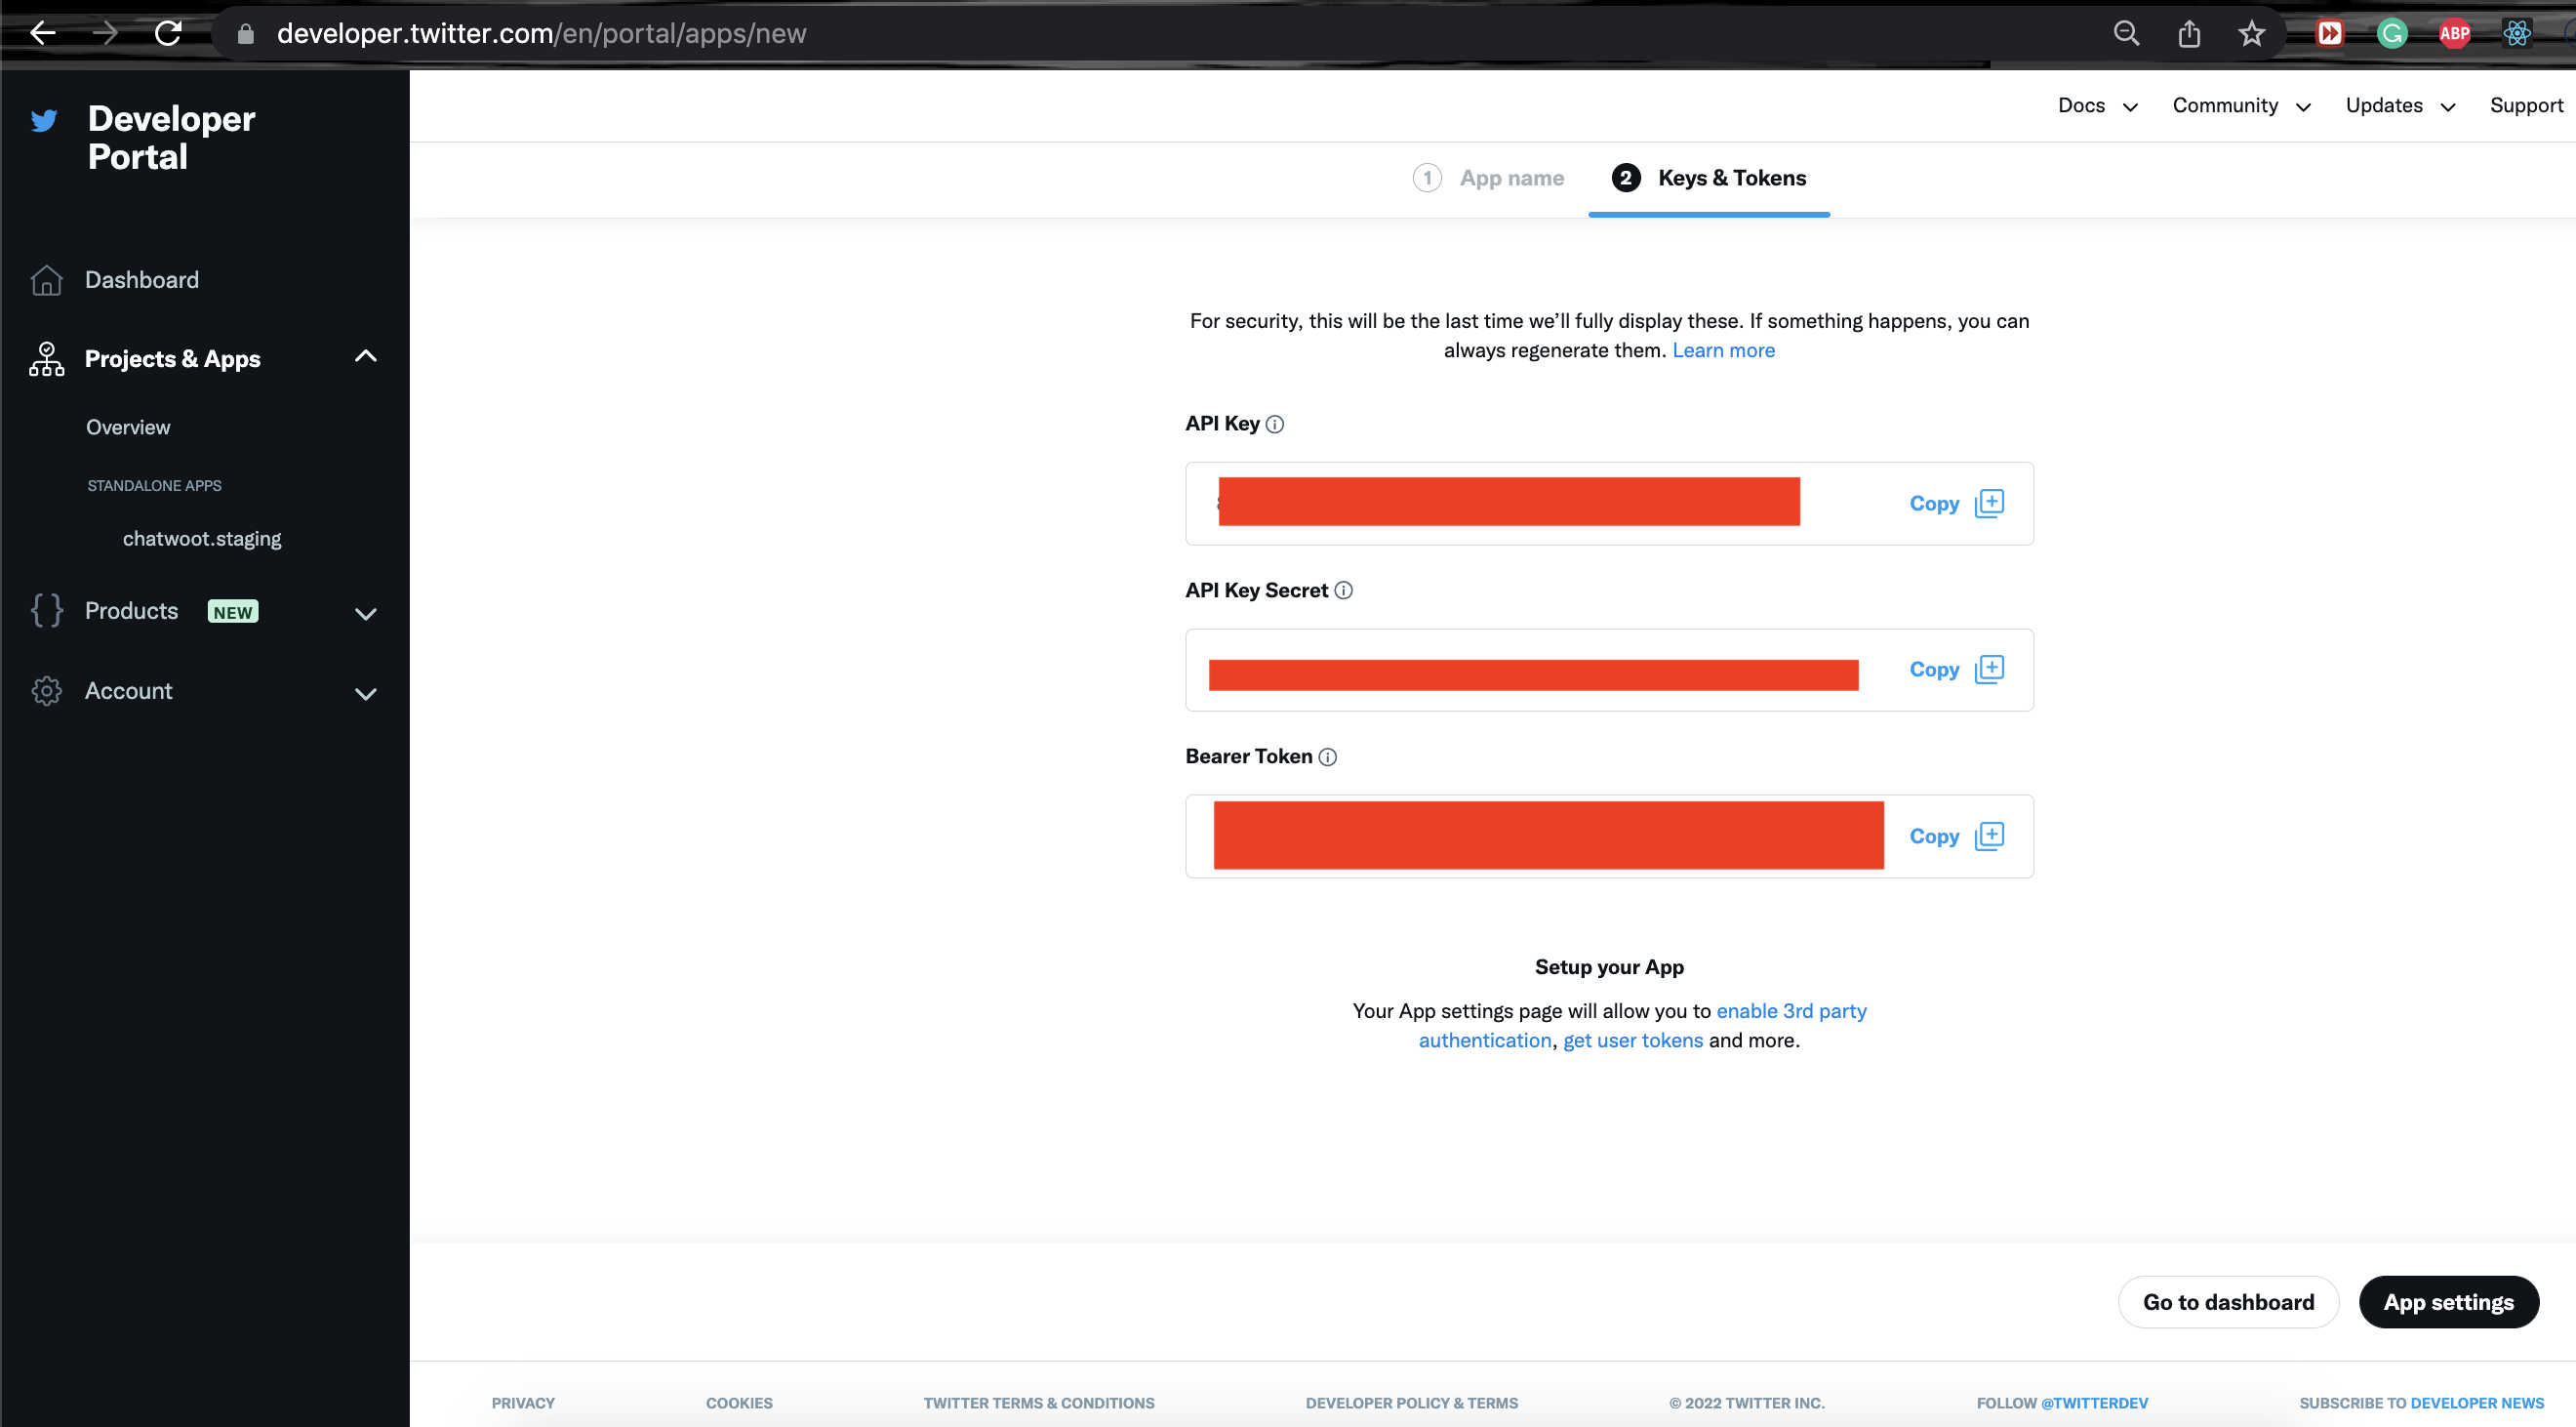 developer.twitter.com/en/portal/apps/new
ABP
Developer
Portal
Dashboard
Projects & Apps
Overview
STANDALONE APPS
chatwoot.staging
Products NEW
Account
Docs Community Updates Support
1 App name 2 Keys & Tokens
For security, this will be the last time we’ll fully display these. If something happens, you can
always regenerate them. Learn more
API Key
Copy
API Key Secret
Copy
Bearer Token
Copy
Setup your App
Your App settings page will allow you to enable 3rd party
authentication, get user tokens and more.
Go to dashboard App settings
PRIVACY COOKIES TWITTER TERMS & CONDITIONS DEVELOPER POLICY & TERMS © 2022 TWITTER INC. FOLLOW @TWITTERDEV SUBSCRIBE TO DEVELOPER NEWS